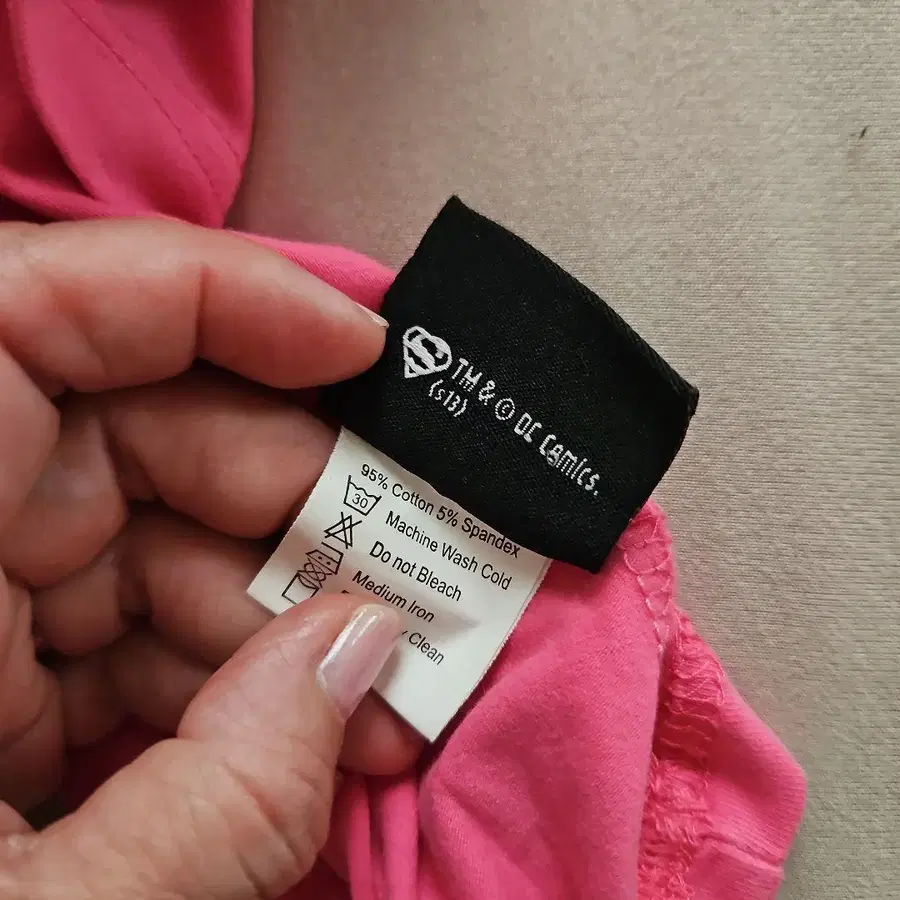 TM & © DC Comics.
(s13)
95% Cotton 5% Spandex
30
Machine Wash Cold
Do not Bleach
Medium Iron
Clean